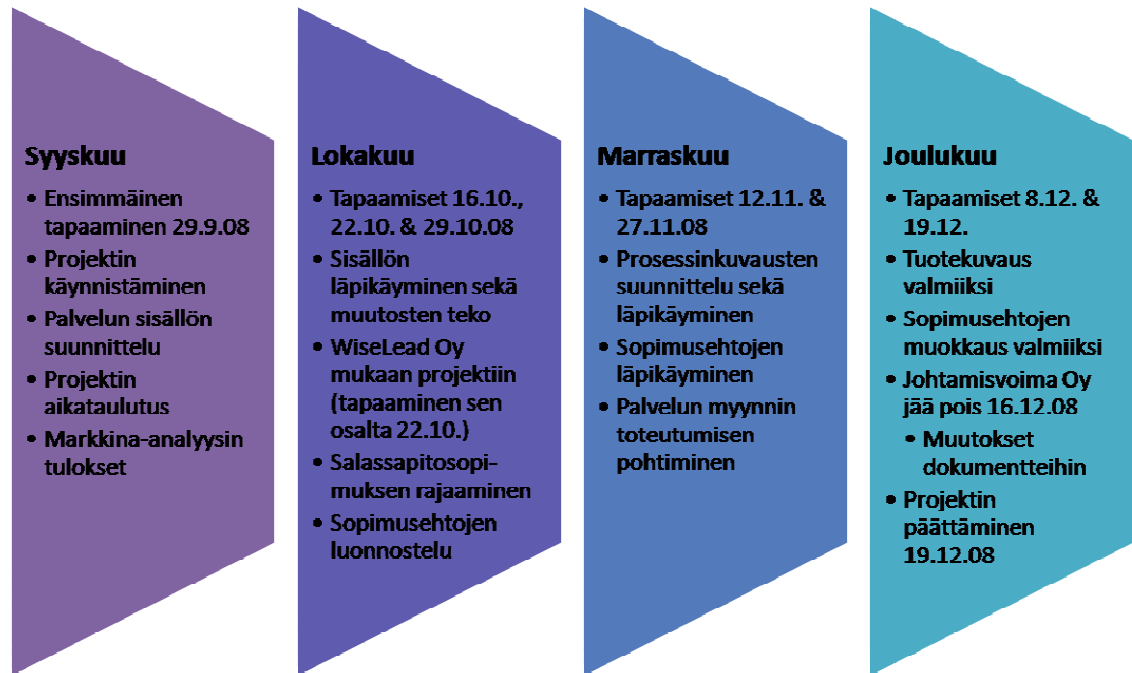 Syyskuu
• Ensimmäinen
tapaaminen 29.9.08
• Projektin
käynnistäminen
• Palvelun sisällön
suunnittelu
• Projektin
aikataulutus
• Markkina-analyysin
tulokset
Lokakuu
• Tapaamiset 16.10.,
22.10. & 29.10.08
• Sisällön
läpikäyminen sekä
muutosten teko
• WiseLead Oy
mukaan projektiin
(tapaaminen sen
osalta 22.10.)
• Salassapitosopi-
muksen rajaaminen
• Sopimusehtojen
luonnostelu
Marraskuu
• Tapaamiset 12.11. &
27.11.08
• Prosessinkuvausten
suunnittelu sekä
läpikäyminen
• Sopimusehtojen
läpikäyminen
• Palvelun myynnin
toteutumisen
pohtiminen
Joulukuu
• Tapaamiset 8.12. &
19.12.
• Tuotekuvaus
valmiiksi
• Sopimusehtojen
muokkaus valmiiksi
• Johtamisvoima Oy
jää pois 16.12.08
• Muutokset
dokumentteihin
• Projektin
päättäminen
19.12.08